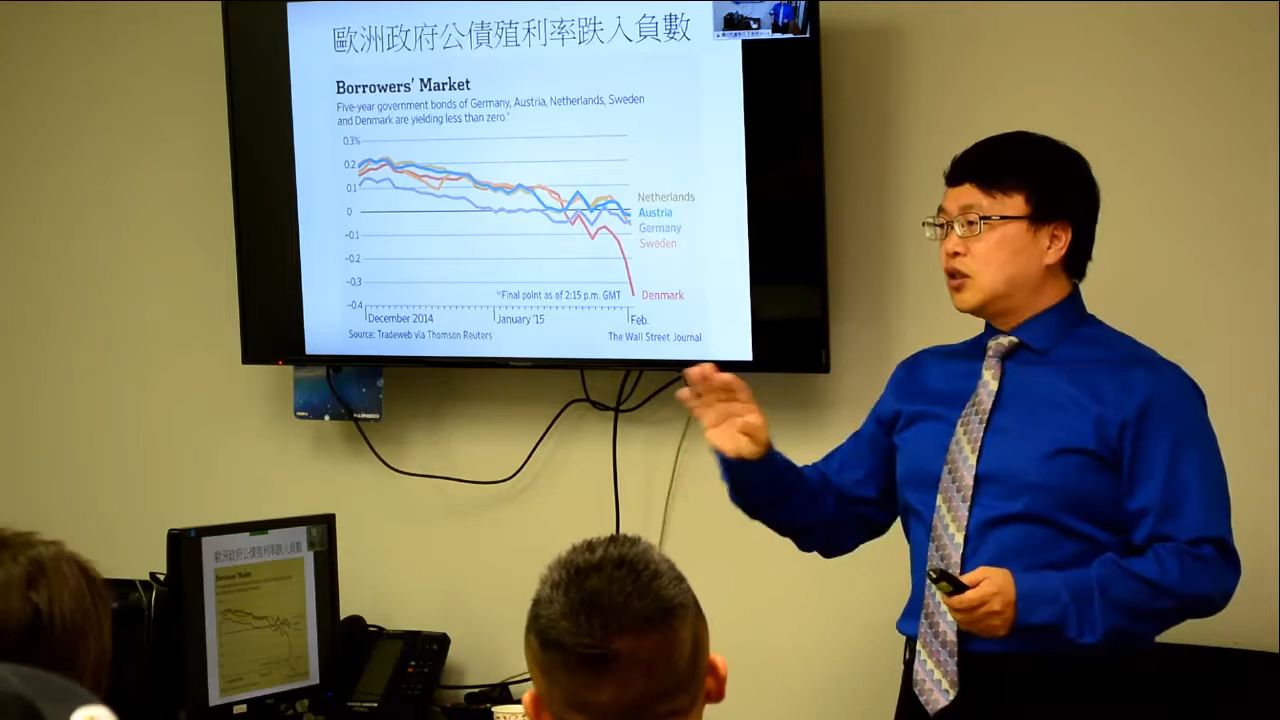 歐洲政府公債殖利率跌入負數
Borrowers’ Market
Five-year government bonds of Germany, Austria, Netherlands, Sweden
and Denmark are yielding less than zero.*
0.3%
0.2
0.1
0
–0.1
–0.2
–0.3
–0.4
Netherlands
Austria
Germany
Sweden
Denmark
*Final point as of 2:15 p.m. GMT
December 2014
January '15
Feb.
Source: Tradeweb via Thomson Reuters
The Wall Street Journal
歐洲政府公債殖利率跌入負數